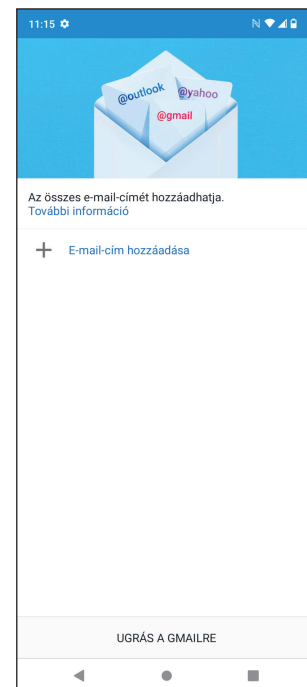 11:15
@outlook @yahoo
@gmail
Az összes e-mail-címét hozzáadhatja.
További információ
E-mail-cím hozzáadása
UGRÁS A GMAILRE